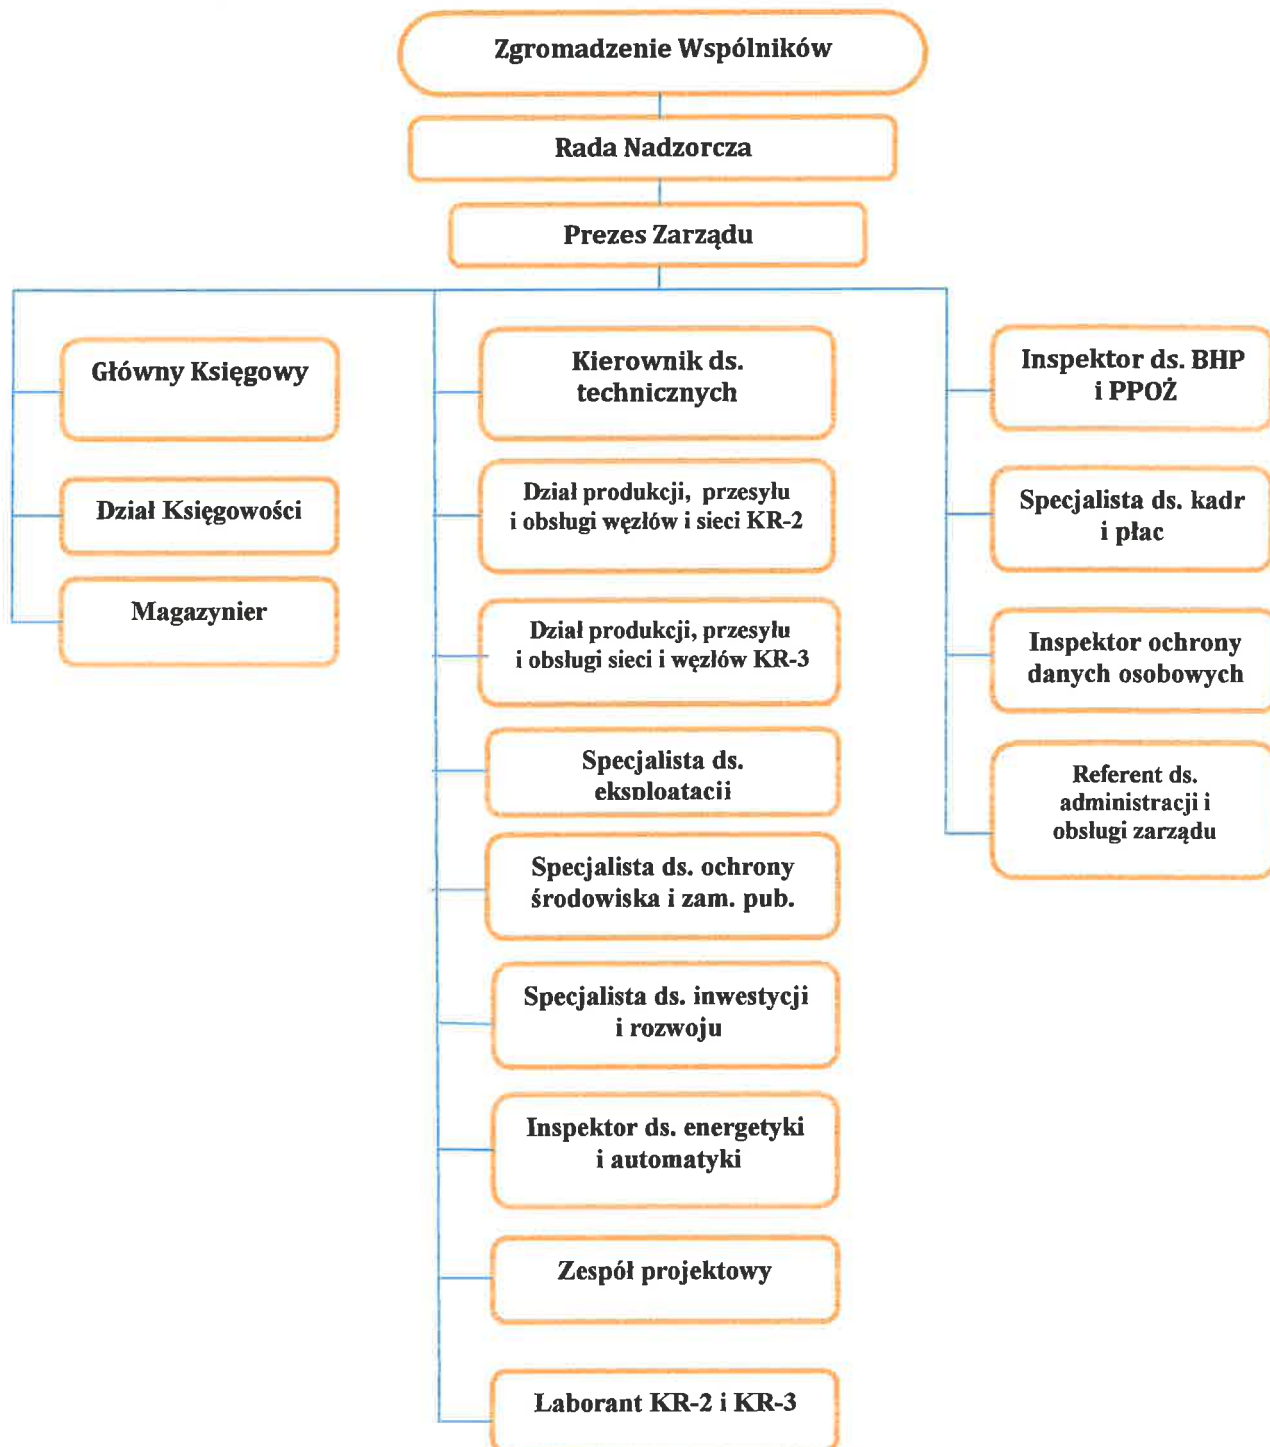 Zgromadzenie Wspólników
Rada Nadzorcza
Prezes Zarządu
Główny Księgowy
Dział Księgowości
Magazynier
Kierownik ds.
technicznych
Dział produkcji, przesyłu
i obsługi węzłów i sieci KR-2
Dział produkcji, przesyłu
i obsługi sieci i węzłów KR-3
Specjalista ds.
eksploatacji
Specjalista ds. ochrony
środowiska i zam. pub.
Specjalista ds. inwestycji
i rozwoju
Inspektor ds. energetyki
i automatyki
Zespół projektowy
Laborant KR-2 i KR-3
Inspektor ds. BHP
i PPOŻ
Specjalista ds. kadr
i płac
Inspektor ochrony
danych osobowych
Referent ds.
administracji i
obsługi zarządu